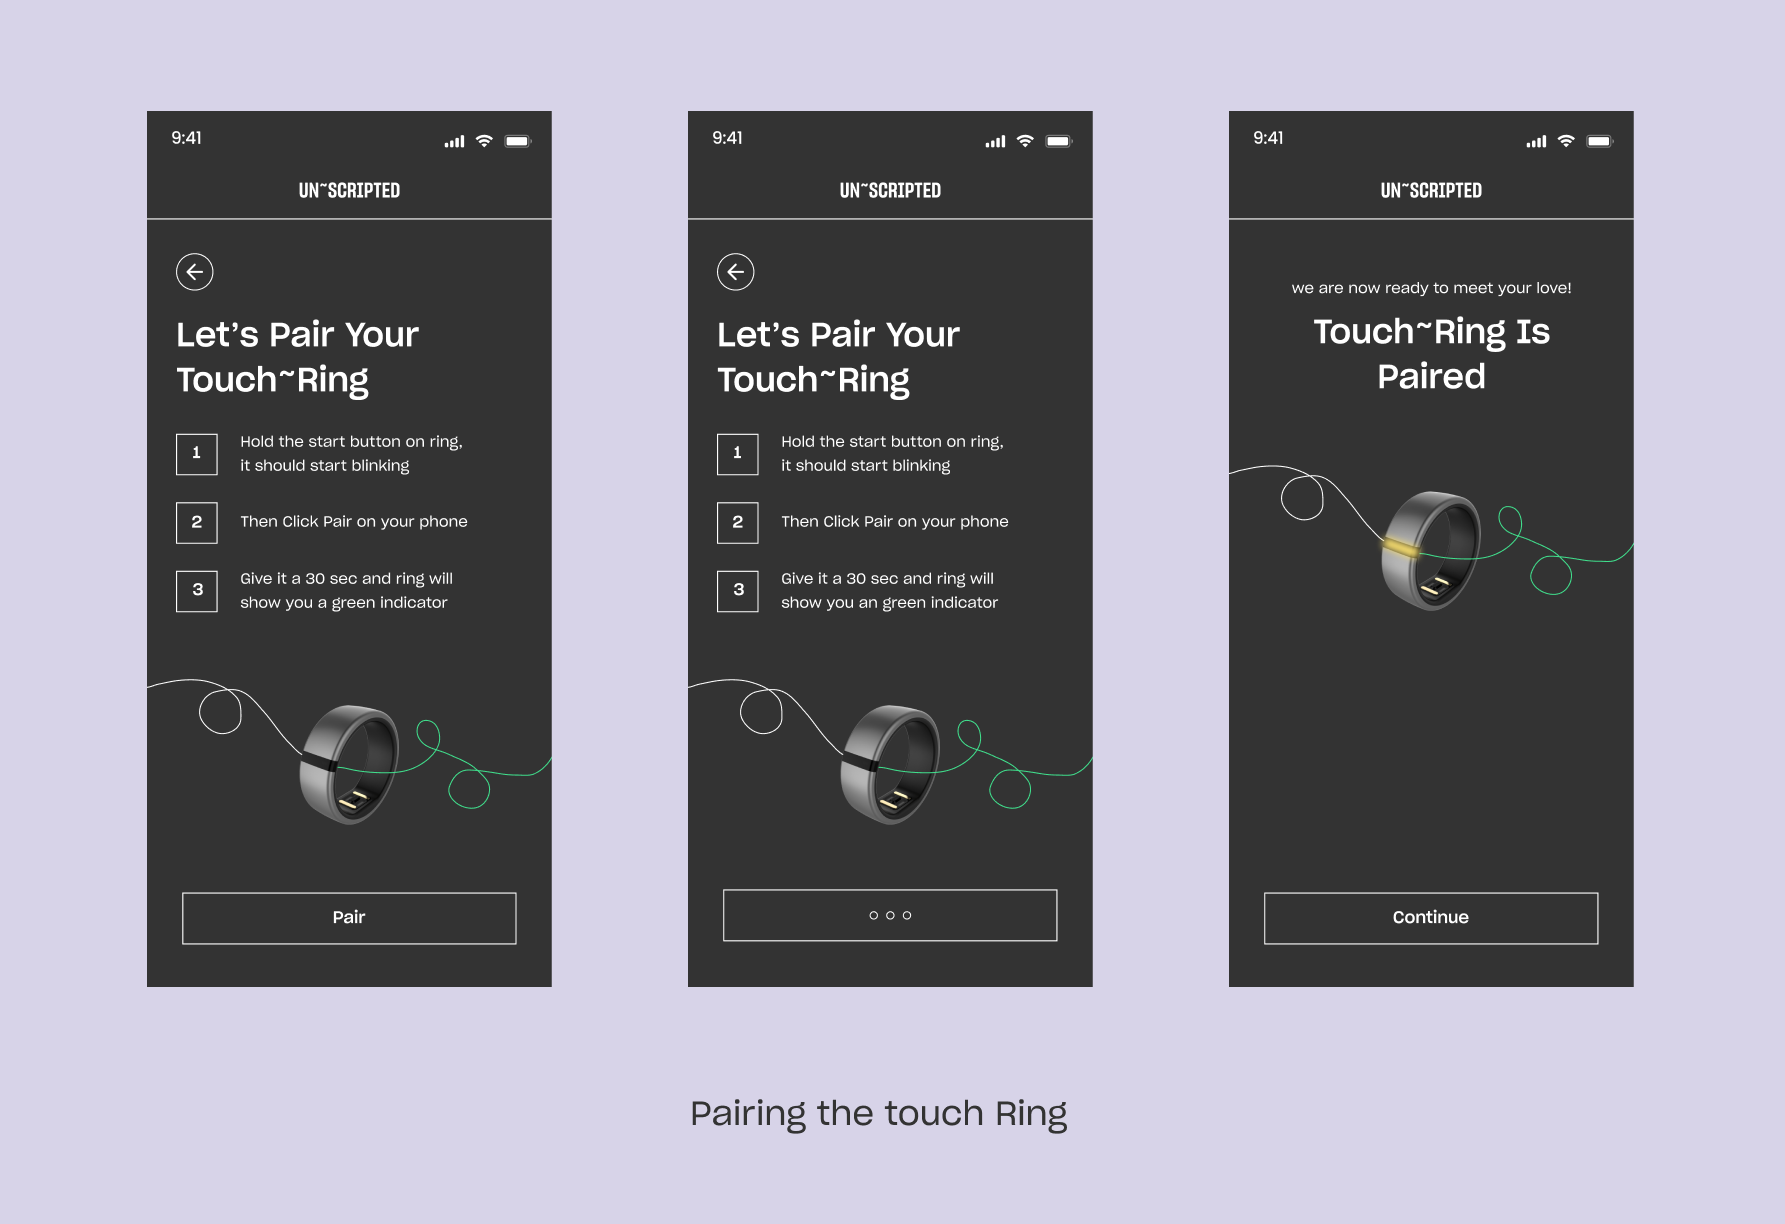 9:41
UN~SCRIPTED
Let's Pair Your
Touch~Ring
1
Hold the start button on ring,
it should start blinking
2
Then Click Pair on your phone
3
Give it a 30 sec and ring will
show you a green indicator
Pair
9:41
UN~SCRIPTED
Let's Pair Your
Touch~Ring
1
Hold the start button on ring,
it should start blinking
2
Then Click Pair on your phone
3
Give it a 30 sec and ring will
show you an green indicator
9:41
UN~SCRIPTED
we are now ready to meet your love!
Touch~Ring Is
Paired
Continue
Pairing the touch Ring